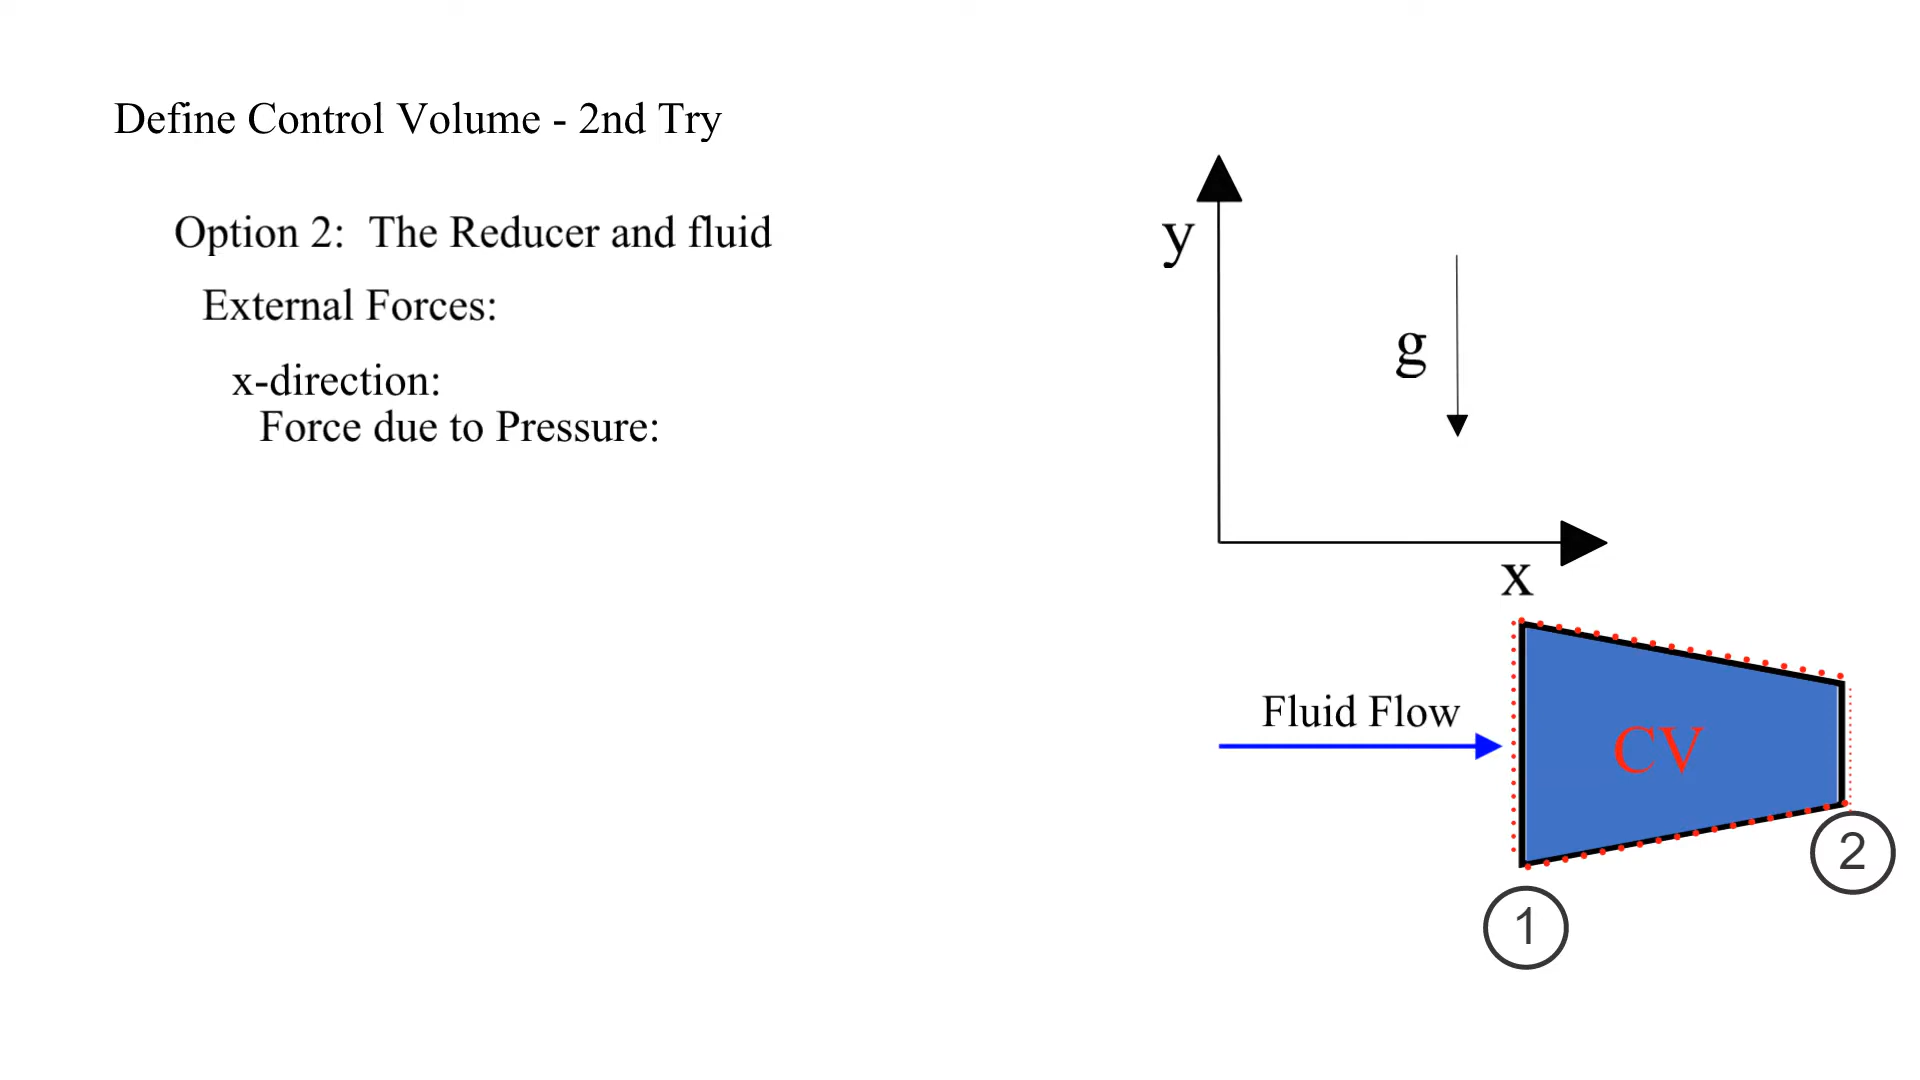 Define Control Volume - 2nd Try
Option 2: The Reducer and fluid
External Forces:
x-direction:
Force due to Pressure:
y
g
x
Fluid Flow
CV
2
1